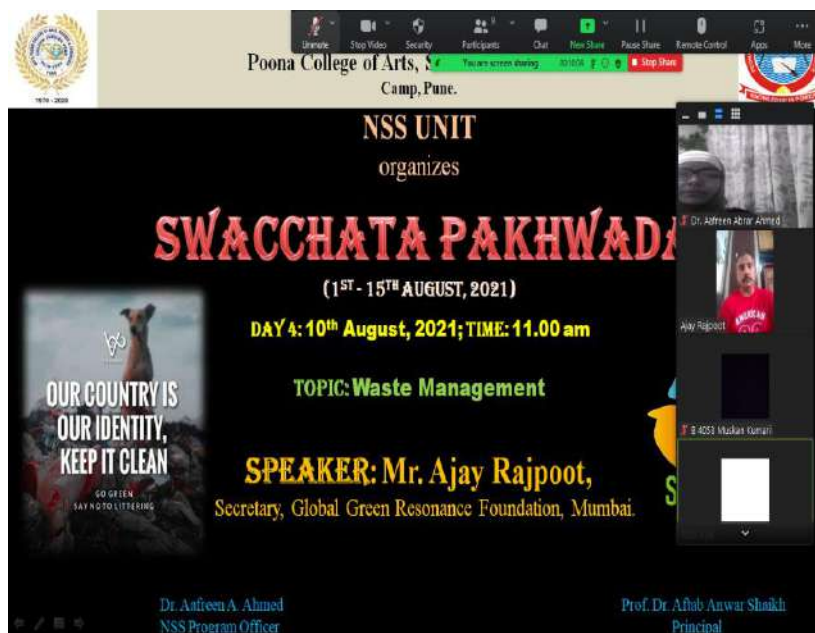 Unmute Stop Video Security Participants Chat New Share Pause Share Remote Control Apps More
You are screen sharing Stop Share
Poona College of Arts, S
Camp, Pune.
1970 - 2020
NSS UNIT
organizes
SWACCHATA PAKHWADA
(1ST - 15TH AUGUST, 2021)
DAY 4: 10th August, 2021; TIME: 11.00 am
TOPIC: Waste Management
SPEAKER: Mr. Ajay Rajpoot,
Secretary, Global Green Resonance Foundation, Mumbai.
OUR COUNTRY IS
OUR IDENTITY,
KEEP IT CLEAN
GO GREEN
SAY NO TO LITTERING
S
Dr. Aafreen Abrar Ahmed
Ajay Rajpoot
B 4053 Muskan Kumari
Dr. Aafreen A. Ahmed
NSS Program Officer
Prof. Dr. Aftab Anwar Shaikh
Principal